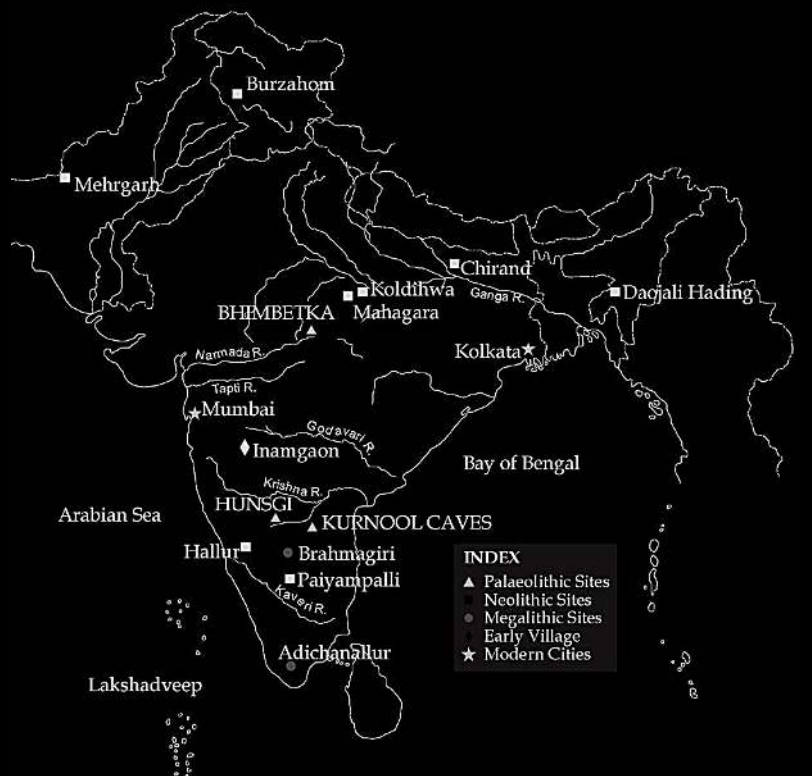 Burzahom
Mehrgarh
Chirand
Koldihwa
Ganga R.
Daojali Hading
Mahagara
BHIMBETKA
Narmada R.
Kolkata
Tapti R.
Mumbai
Godavari R.
Inamgaon
Bay of Bengal
Krishna R.
HUNSGI
Arabian Sea
KURNOOL CAVES
Hallur
Brahmagiri
Paiyampalli
Kaveri R.
INDEX
Palaeolithic Sites
Neolithic Sites
Megalithic Sites
Early Village
Modern Cities
Adichanallur
Lakshadveep